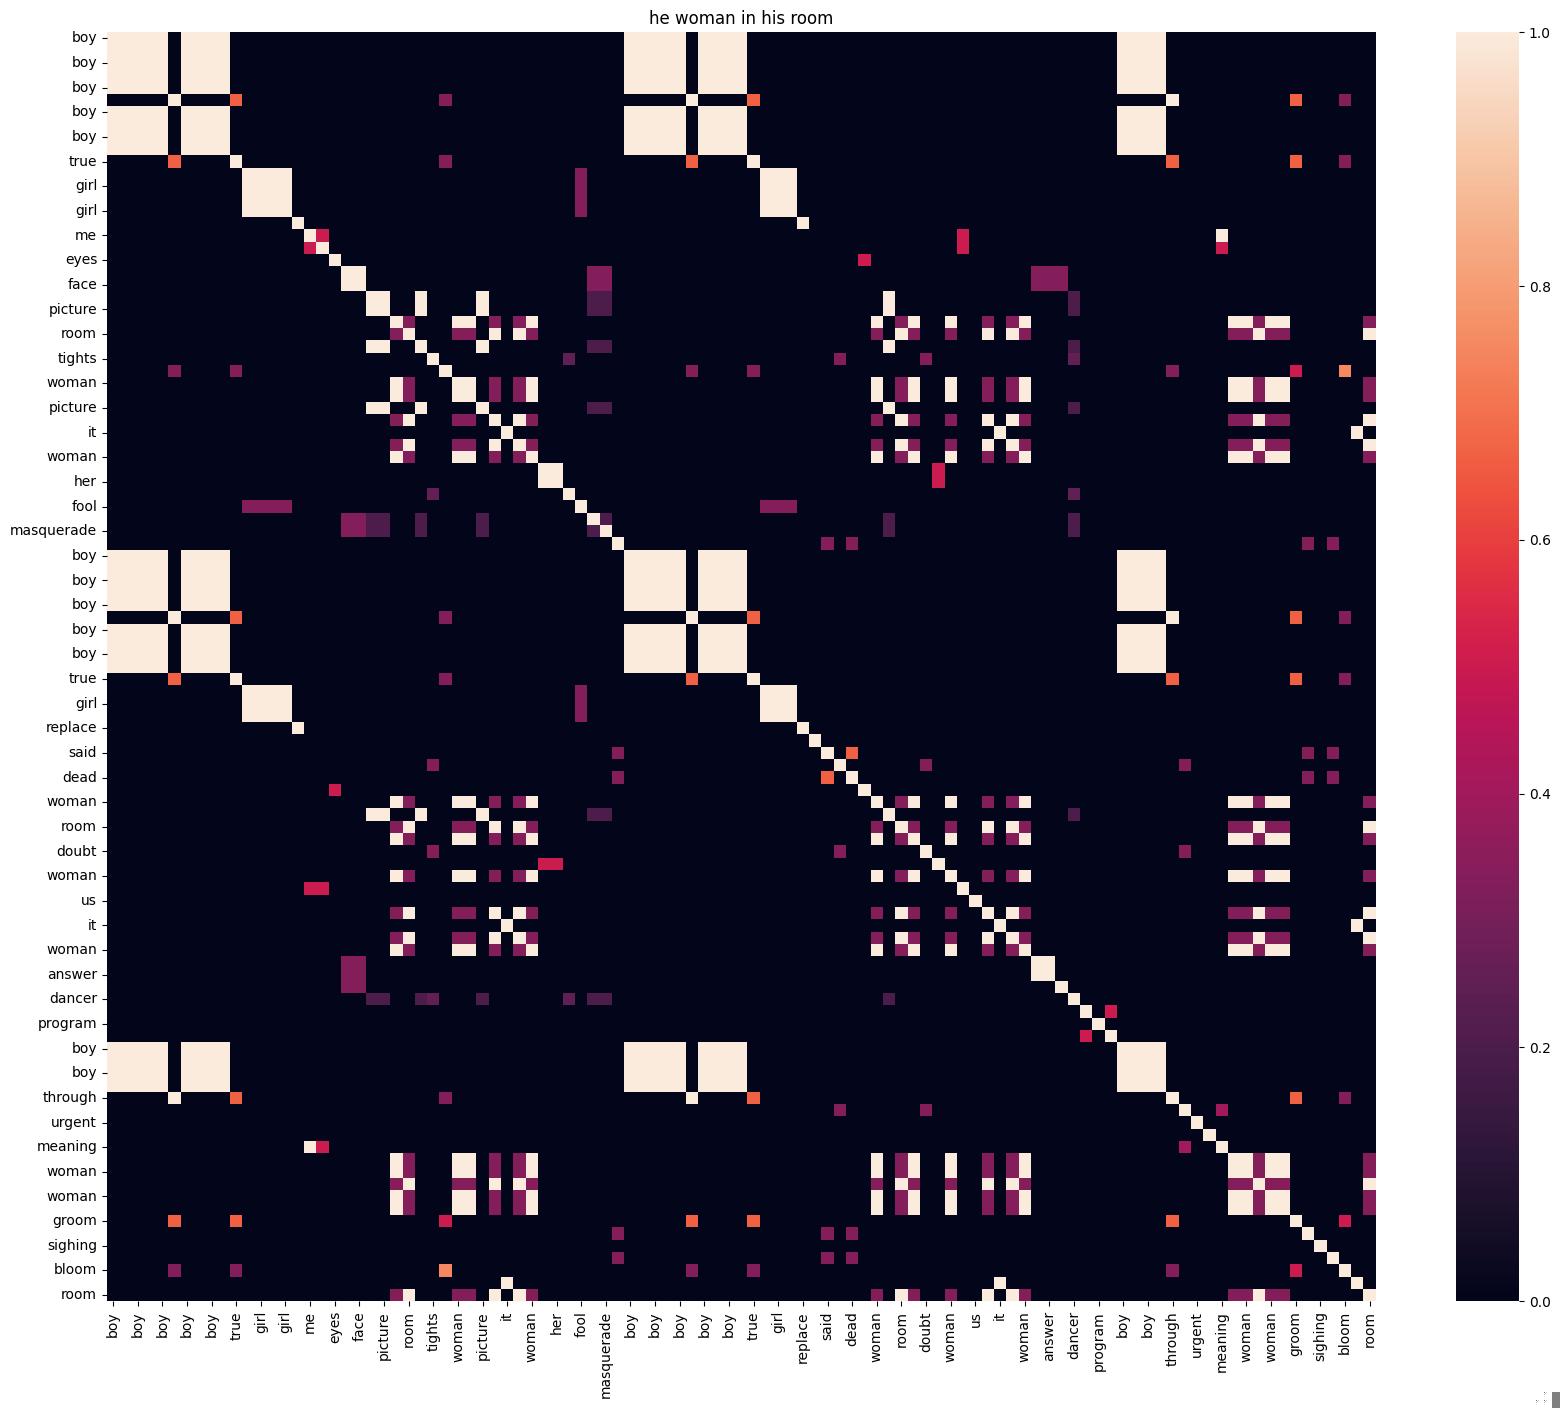 he woman in his room
boy
boy
boy
boy
boy
true
girl
girl
me
eyes
face
picture
room
tights
woman
picture
it
woman
her
fool
masquerade
boy
boy
boy
boy
boy
true
girl
replace
said
dead
woman
room
doubt
woman
us
it
woman
answer
dancer
program
boy
boy
through
urgent
meaning
woman
woman
groom
sighing
bloom
room
boy boy boy boy boy true girl girl me eyes face picture room tights woman picture it woman her fool masquerade boy boy boy boy boy true girl replace said dead woman room doubt woman us it woman answer dancer program boy boy through urgent meaning woman woman groom sighing bloom room
1.0
0.8
0.6
0.4
0.2
0.0